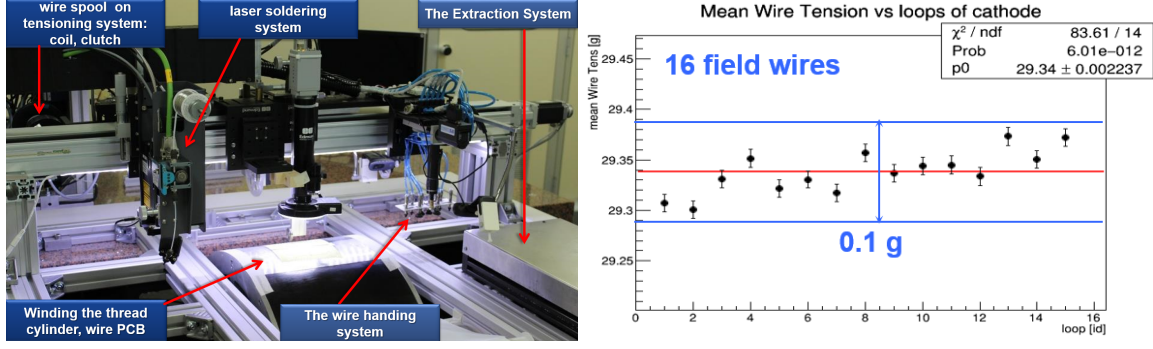 wire spool on
tensioning system:
coil, clutch
laser soldering
system
The Extraction System
Winding the thread
cylinder, wire PCB
The wire handing
system
Mean Wire Tension vs loops of cathode
χ² / ndf 83.61 / 14
Prob 6.01e−012
p0 29.34 ± 0.002237
mean Wire Tens [g]
16 field wires
29.45
29.4
29.35
29.3
29.25
0.1 g
0 2 4 6 8 10 12 14 16
loop [id]